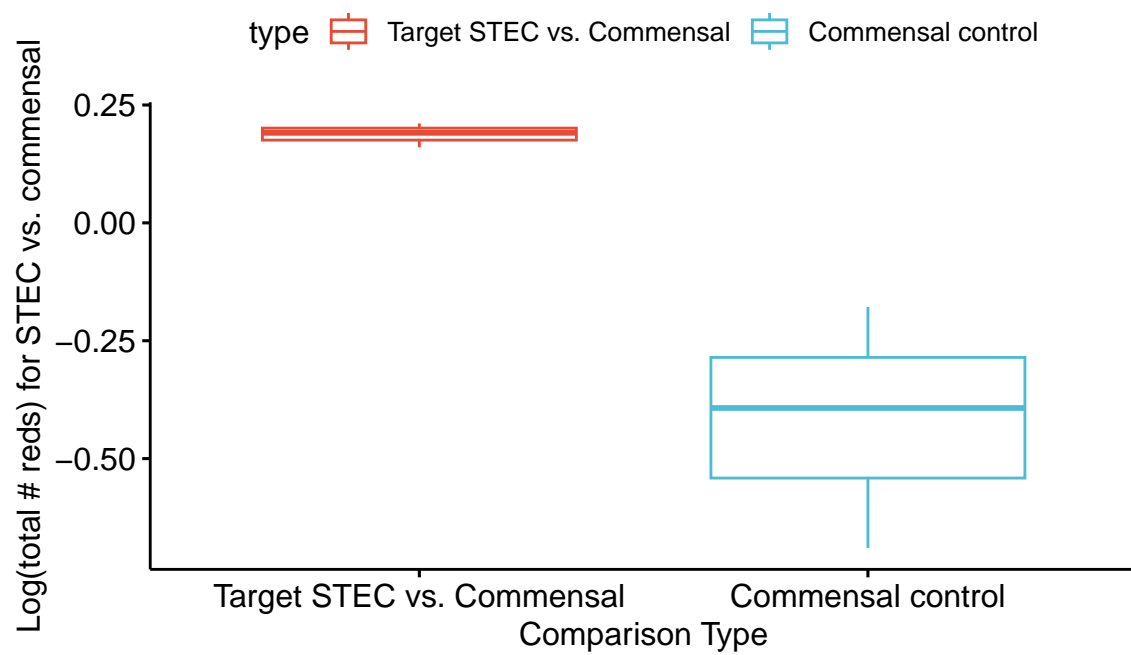 type Target STEC vs. Commensal Commensal control
Log(total # reds) for STEC vs. commensal
0.25
0.00
−0.25
−0.50
Target STEC vs. Commensal Commensal control
Comparison Type